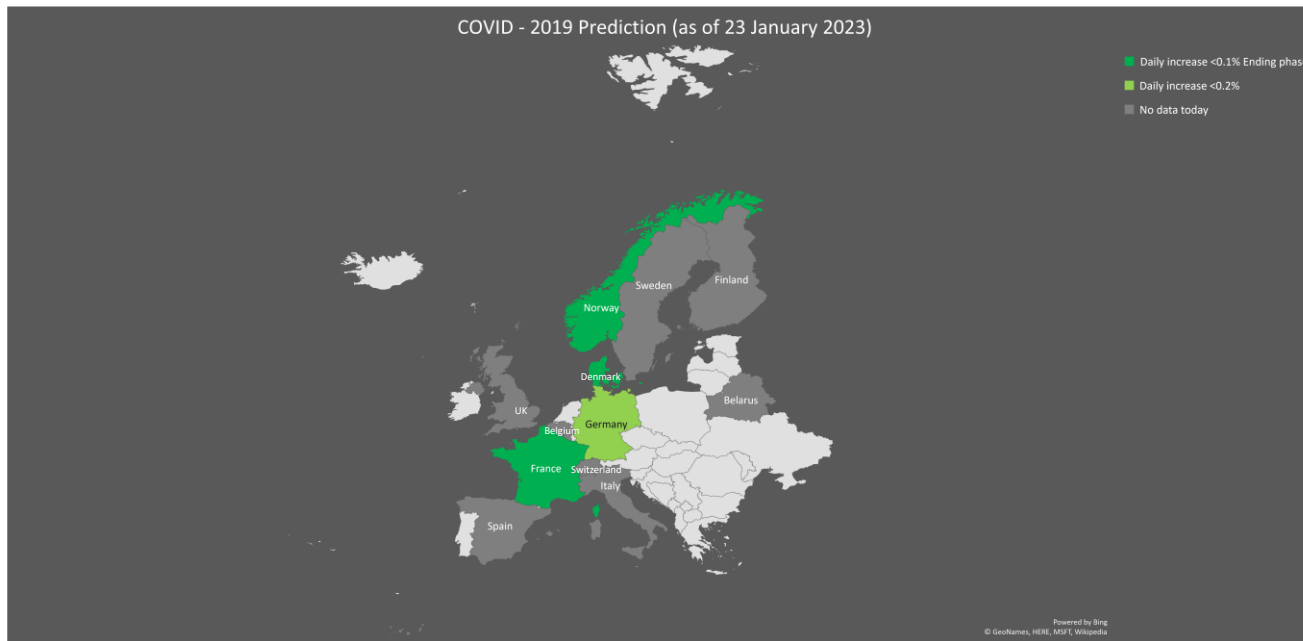 COVID - 2019 Prediction (as of 23 January 2023)
Daily increase <0.1% Ending phase
Daily increase <0.2%
No data today
Norway
Sweden
Finland
Denmark
Belarus
UK
Belgium
Germany
France
Switzerland
Italy
Spain
Powered by Bing
© GeoNames, HERE, MSFT, Wikipedia